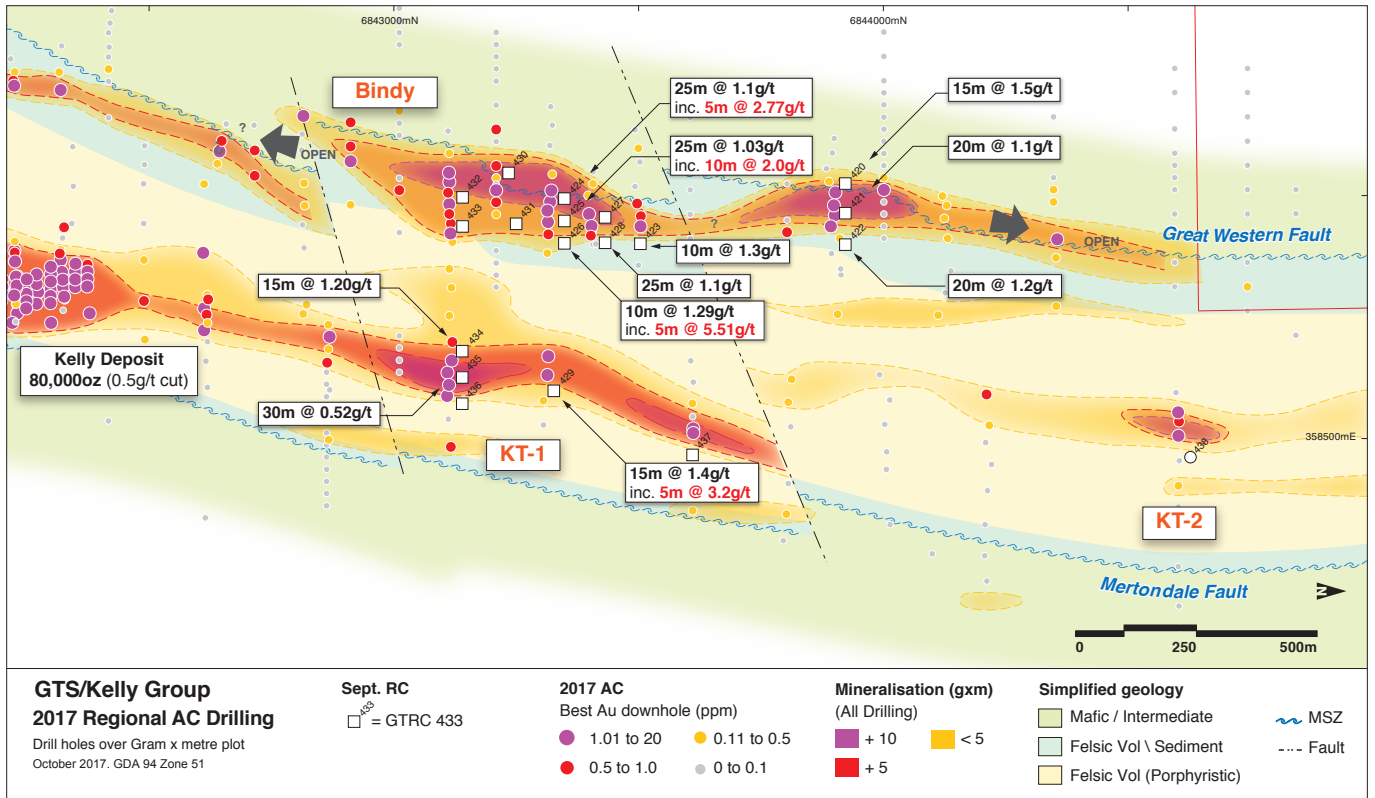 6843000mN
6844000mN
Bindy
25m @ 1.1g/t
inc. 5m @ 2.77g/t
15m @ 1.5g/t
25m @ 1.03g/t
inc. 10m @ 2.0g/t
20m @ 1.1g/t
?
OPEN
430
432
424
420
433
431
425
427
421
426
428
423
422
?
OPEN
Great Western Fault
10m @ 1.3g/t
15m @ 1.20g/t
25m @ 1.1g/t
20m @ 1.2g/t
10m @ 1.29g/t
inc. 5m @ 5.51g/t
Kelly Deposit
80,000oz (0.5g/t cut)
434
435
436
429
30m @ 0.52g/t
437
438
358500mE
KT-1
15m @ 1.4g/t
inc. 5m @ 3.2g/t
KT-2
Mertondale Fault
N
0 250 500m
GTS/Kelly Group
2017 Regional AC Drilling
Drill holes over Gram x metre plot
October 2017. GDA 94 Zone 51
Sept. RC
433 = GTRC 433
2017 AC
Best Au downhole (ppm)
1.01 to 20
0.11 to 0.5
0.5 to 1.0
0 to 0.1
Mineralisation (gxm)
(All Drilling)
+ 10
< 5
+ 5
Simplified geology
Mafic / Intermediate
MSZ
Felsic Vol \ Sediment
Fault
Felsic Vol (Porphyristic)